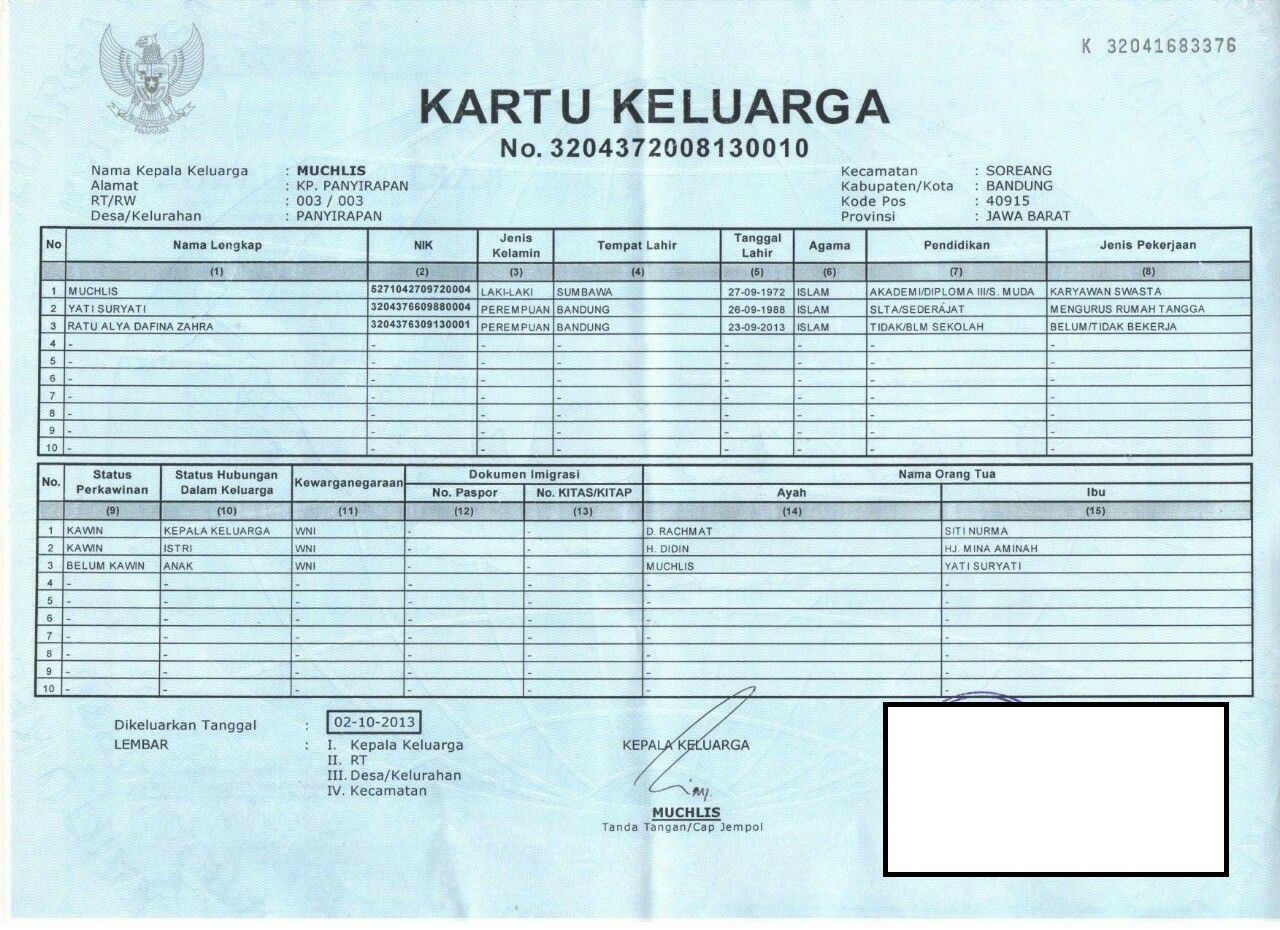 K 32041683376
KARTU KELUARGA
No. 3204372008130010
Nama Kepala Keluarga : MUCHLIS Kecamatan : SOREANG
Alamat : KP. PANYIRAPAN Kabupaten/Kota : BANDUNG
RT/RW : 003 / 003 Kode Pos : 40915
Desa/Kelurahan : PANYIRAPAN Provinsi : JAWA BARAT
No Nama Lengkap NIK Jenis Kelamin Tempat Lahir Tanggal Lahir Agama Pendidikan Jenis Pekerjaan
(1) (2) (3) (4) (5) (6) (7) (8)
1 MUCHLIS 5271042709720004 LAKI-LAKI SUMBAWA 27-09-1972 ISLAM AKADEMI/DIPLOMA III/S. MUDA KARYAWAN SWASTA
2 YATI SURYATI 3204376609880004 PEREMPUAN BANDUNG 26-09-1988 ISLAM SLTA/SEDERAJAT MENGURUS RUMAH TANGGA
3 RATU ALYA DAFINA ZAHRA 3204376309130001 PEREMPUAN BANDUNG 23-09-2013 ISLAM TIDAK/BLM SEKOLAH BELUM/TIDAK BEKERJA
4 - - - - - - - -
5 - - - - - - - -
6 - - - - - - - -
7 - - - - - - - -
8 - - - - - - - -
9 - - - - - - - -
10 - - - - - - - -
No. Status Perkawinan Status Hubungan Dalam Keluarga Kewarganegaraan Dokumen Imigrasi Nama Orang Tua
No. Paspor No. KITAS/KITAP Ayah Ibu
(9) (10) (11) (12) (13) (14) (15)
1 KAWIN KEPALA KELUARGA WNI - - D. RACHMAT SITI NURMA
2 KAWIN ISTRI WNI - - H. DIDIN HJ. MINA AMINAH
3 BELUM KAWIN ANAK WNI - - MUCHLIS YATI SURYATI
4 - - - - - - -
5 - - - - - - -
6 - - - - - - -
7 - - - - - - -
8 - - - - - - -
9 - - - - - - -
10 - - - - - - -
Dikeluarkan Tanggal : 02-10-2013
LEMBAR : I. Kepala Keluarga
II. RT
III. Desa/Kelurahan
IV. Kecamatan
KEPALA KELUARGA
MUCHLIS
Tanda Tangan/Cap Jempol